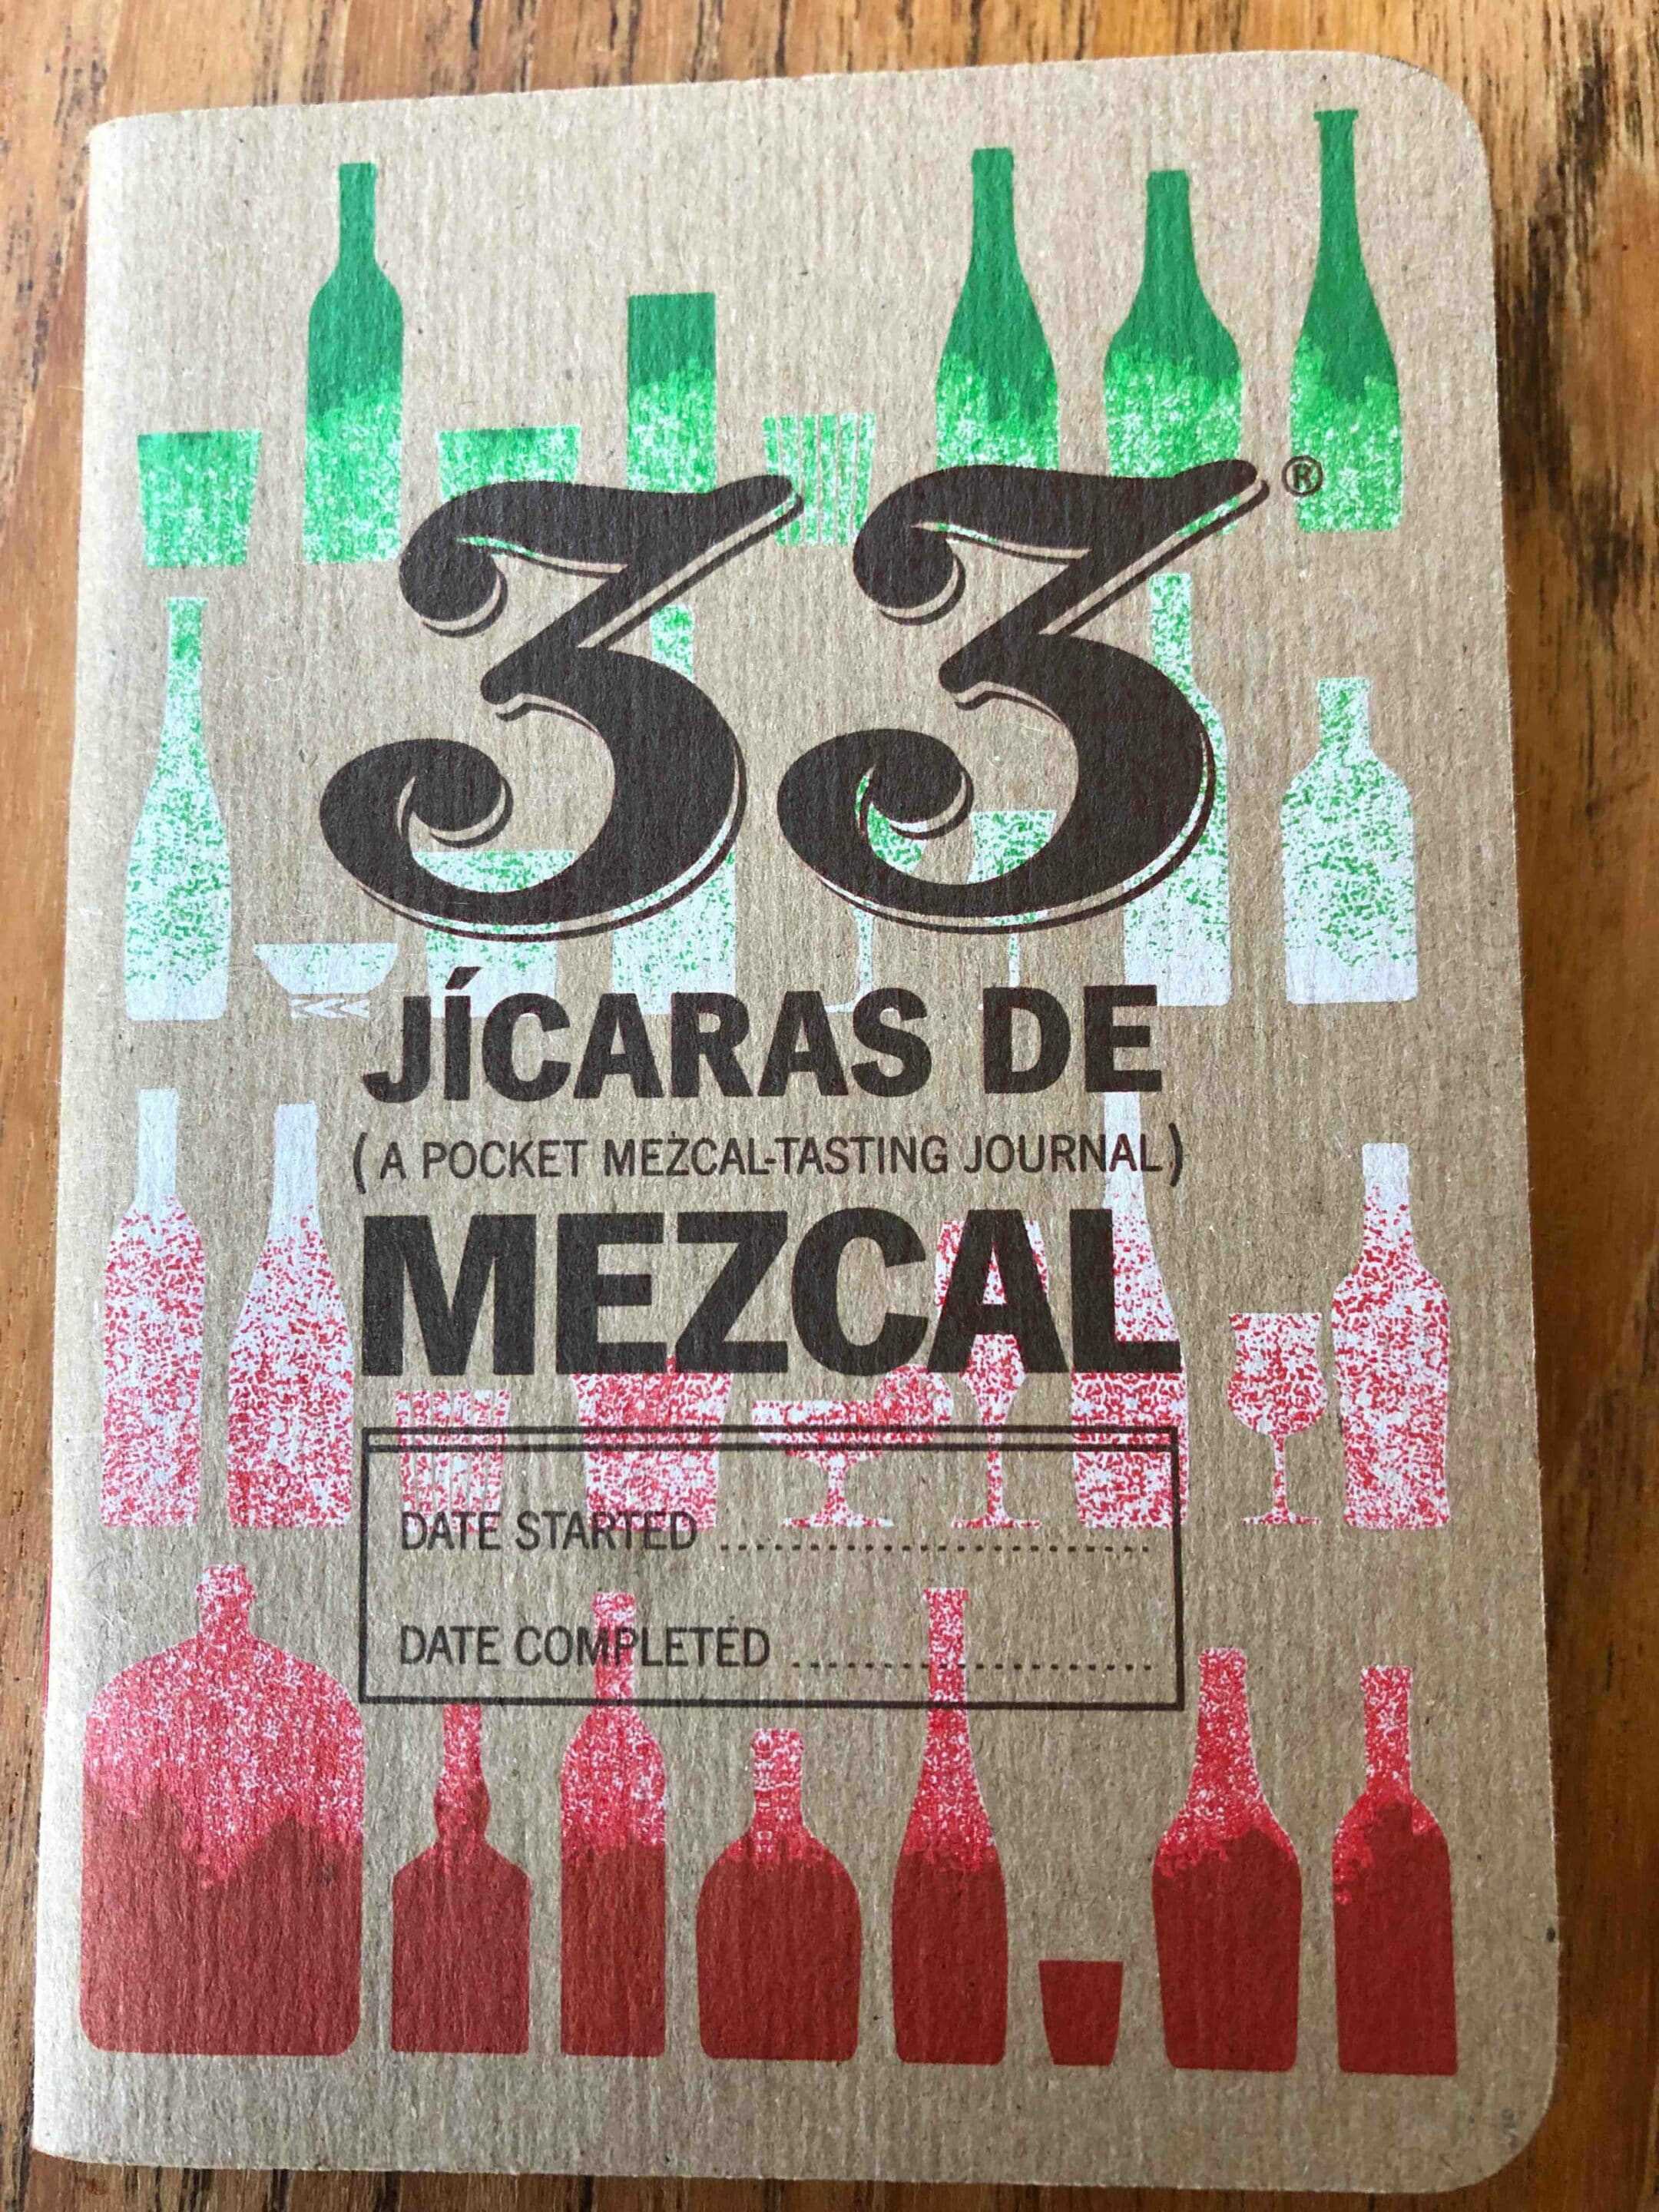 33®
JÍCARAS DE
(A POCKET MEZCAL-TASTING JOURNAL)
MEZCAL
DATE STARTED ..............................
DATE COMPLETED .........................